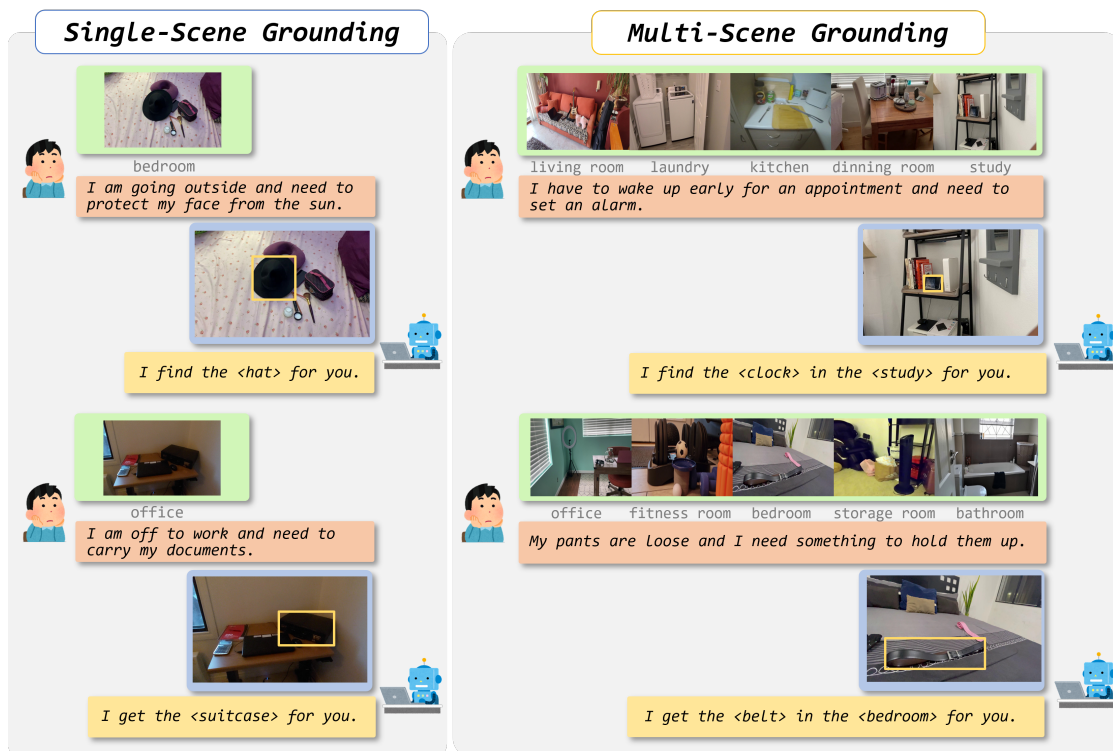 Single-Scene Grounding
bedroom
I am going outside and need to
protect my face from the sun.
I find the <hat> for you.
office
I am off to work and need to
carry my documents.
I get the <suitcase> for you.
Multi-Scene Grounding
living room laundry kitchen dinning room study
I have to wake up early for an appointment and need to
set an alarm.
I find the <clock> in the <study> for you.
office fitness room bedroom storage room bathroom
My pants are loose and I need something to hold them up.
I get the <belt> in the <bedroom> for you.